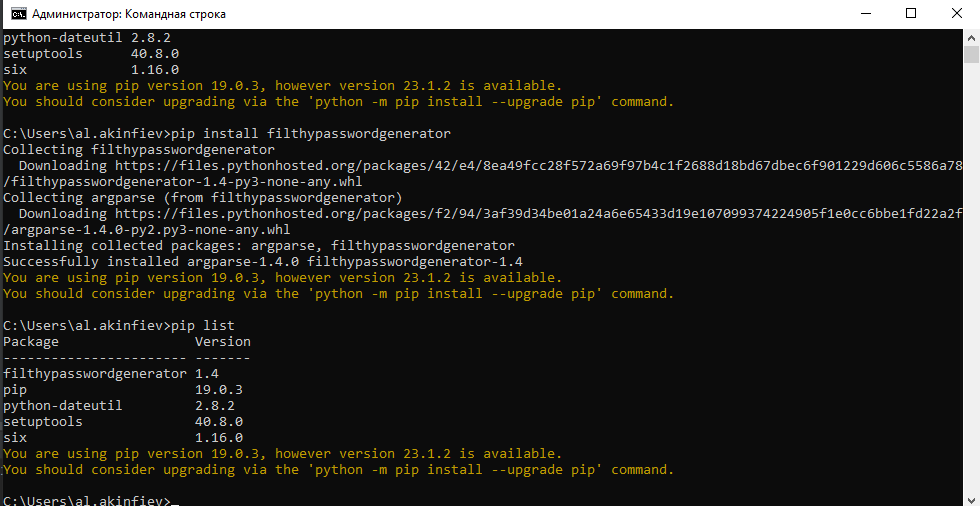 Администратор: Командная строка
python-dateutil 2.8.2
setuptools      40.8.0
six             1.16.0
You are using pip version 19.0.3, however version 23.1.2 is available.
You should consider upgrading via the 'python -m pip install --upgrade pip' command.
C:\Users\al.akinfiev>pip install filthypasswordgenerator
Collecting filthypasswordgenerator
  Downloading https://files.pythonhosted.org/packages/42/e4/8ea49fcc28f572a69f97b4c1f2688d18bd67dbec6f901229d606c5586a78
/filthypasswordgenerator-1.4-py3-none-any.whl
Collecting argparse (from filthypasswordgenerator)
  Downloading https://files.pythonhosted.org/packages/f2/94/3af39d34be01a24a6e65433d19e107099374224905f1e0cc6bbe1fd22a2f
/argparse-1.4.0-py2.py3-none-any.whl
Installing collected packages: argparse, filthypasswordgenerator
Successfully installed argparse-1.4.0 filthypasswordgenerator-1.4
You are using pip version 19.0.3, however version 23.1.2 is available.
You should consider upgrading via the 'python -m pip install --upgrade pip' command.
C:\Users\al.akinfiev>pip list
Package                 Version
----------------------- -------
filthypasswordgenerator 1.4
pip                     19.0.3
python-dateutil         2.8.2
setuptools              40.8.0
six                     1.16.0
You are using pip version 19.0.3, however version 23.1.2 is available.
You should consider upgrading via the 'python -m pip install --upgrade pip' command.
C:\Users\al.akinfiev>_